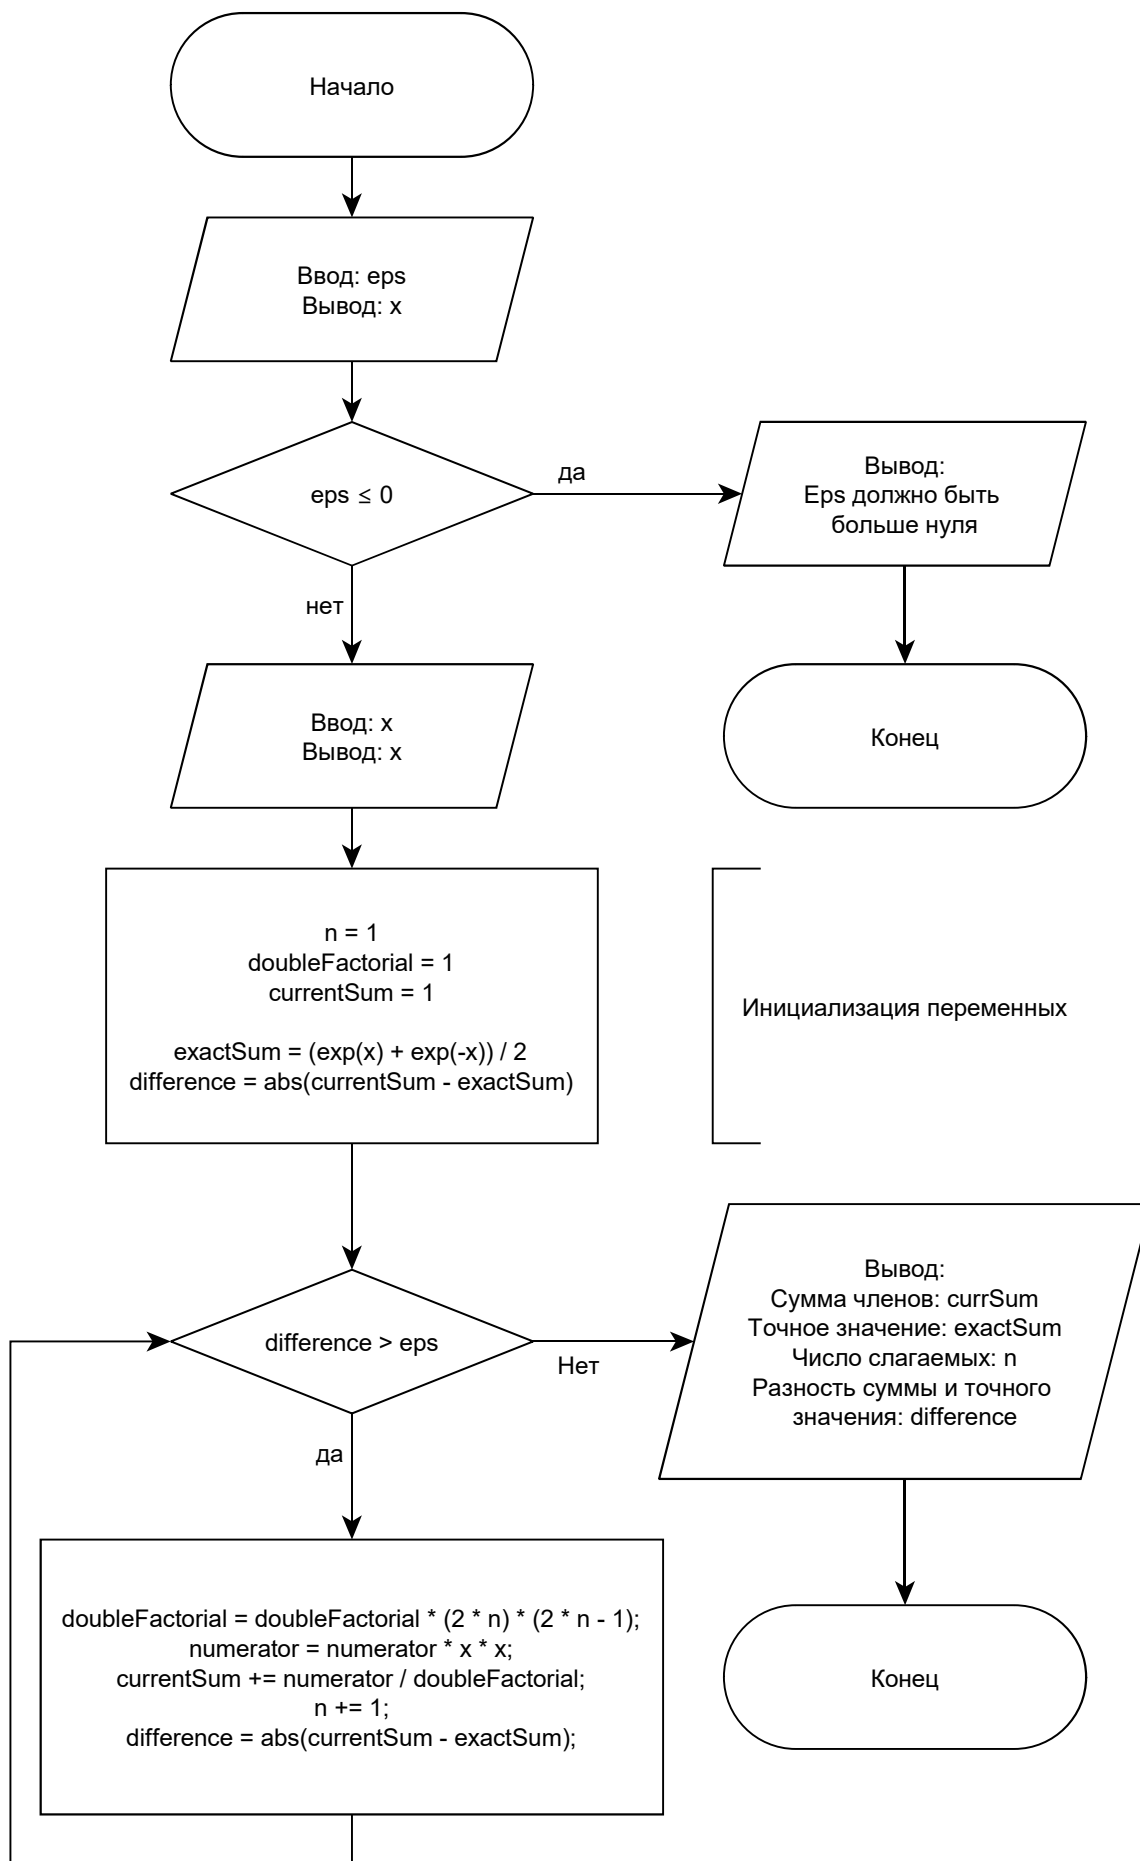 Начало
Ввод: eps
Вывод: x
eps ≤ 0
да
Вывод:
Eps должно быть
больше нуля
нет
Конец
Ввод: x
Вывод: x
n = 1
doubleFactorial = 1
currentSum = 1
exactSum = (exp(x) + exp(-x)) / 2
difference = abs(currentSum - exactSum)
Инициализация переменных
difference > eps
Нет
Вывод:
Сумма членов: currSum
Точное значение: exactSum
Число слагаемых: n
Разность суммы и точного
значения: difference
да
doubleFactorial = doubleFactorial * (2 * n) * (2 * n - 1);
numerator = numerator * x * x;
currentSum += numerator / doubleFactorial;
n += 1;
difference = abs(currentSum - exactSum);
Конец